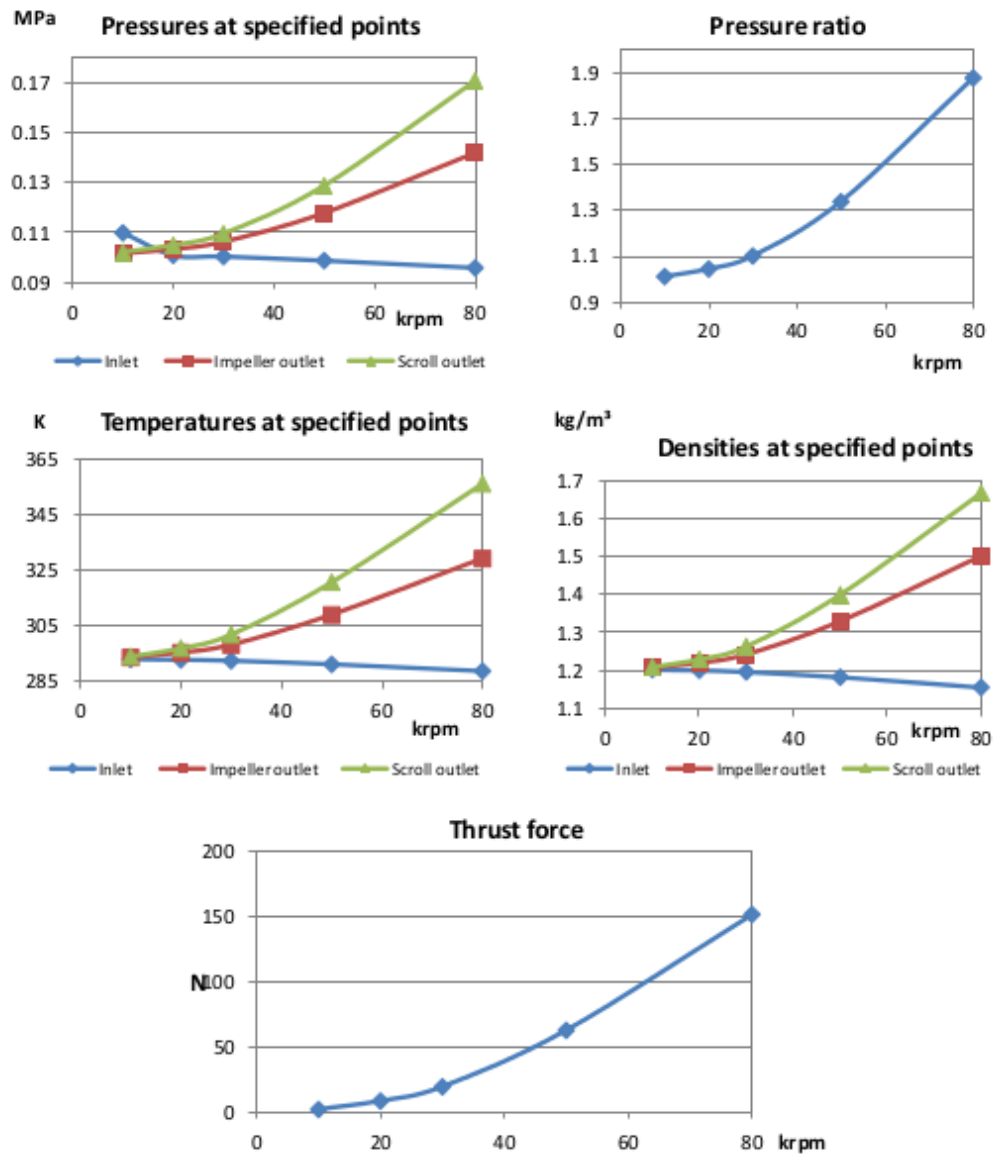 MPa
Pressures at specified points
0.17
0.15
0.13
0.11
0.09
0 20 40 60 80
krpm
Inlet Impeller outlet Scroll outlet
Pressure ratio
1.9
1.7
1.5
1.3
1.1
0.9
0 20 40 60 80
krpm
K
Temperatures at specified points
365
345
325
305
285
0 20 40 60 80
krpm
Inlet Impeller outlet Scroll outlet
kg/m³
Densities at specified points
1.7
1.6
1.5
1.4
1.3
1.2
1.1
0 20 40 60 80
krpm
Inlet Impeller outlet Scroll outlet
Thrust force
200
150
N
100
50
0
0 20 40 60 80 krpm